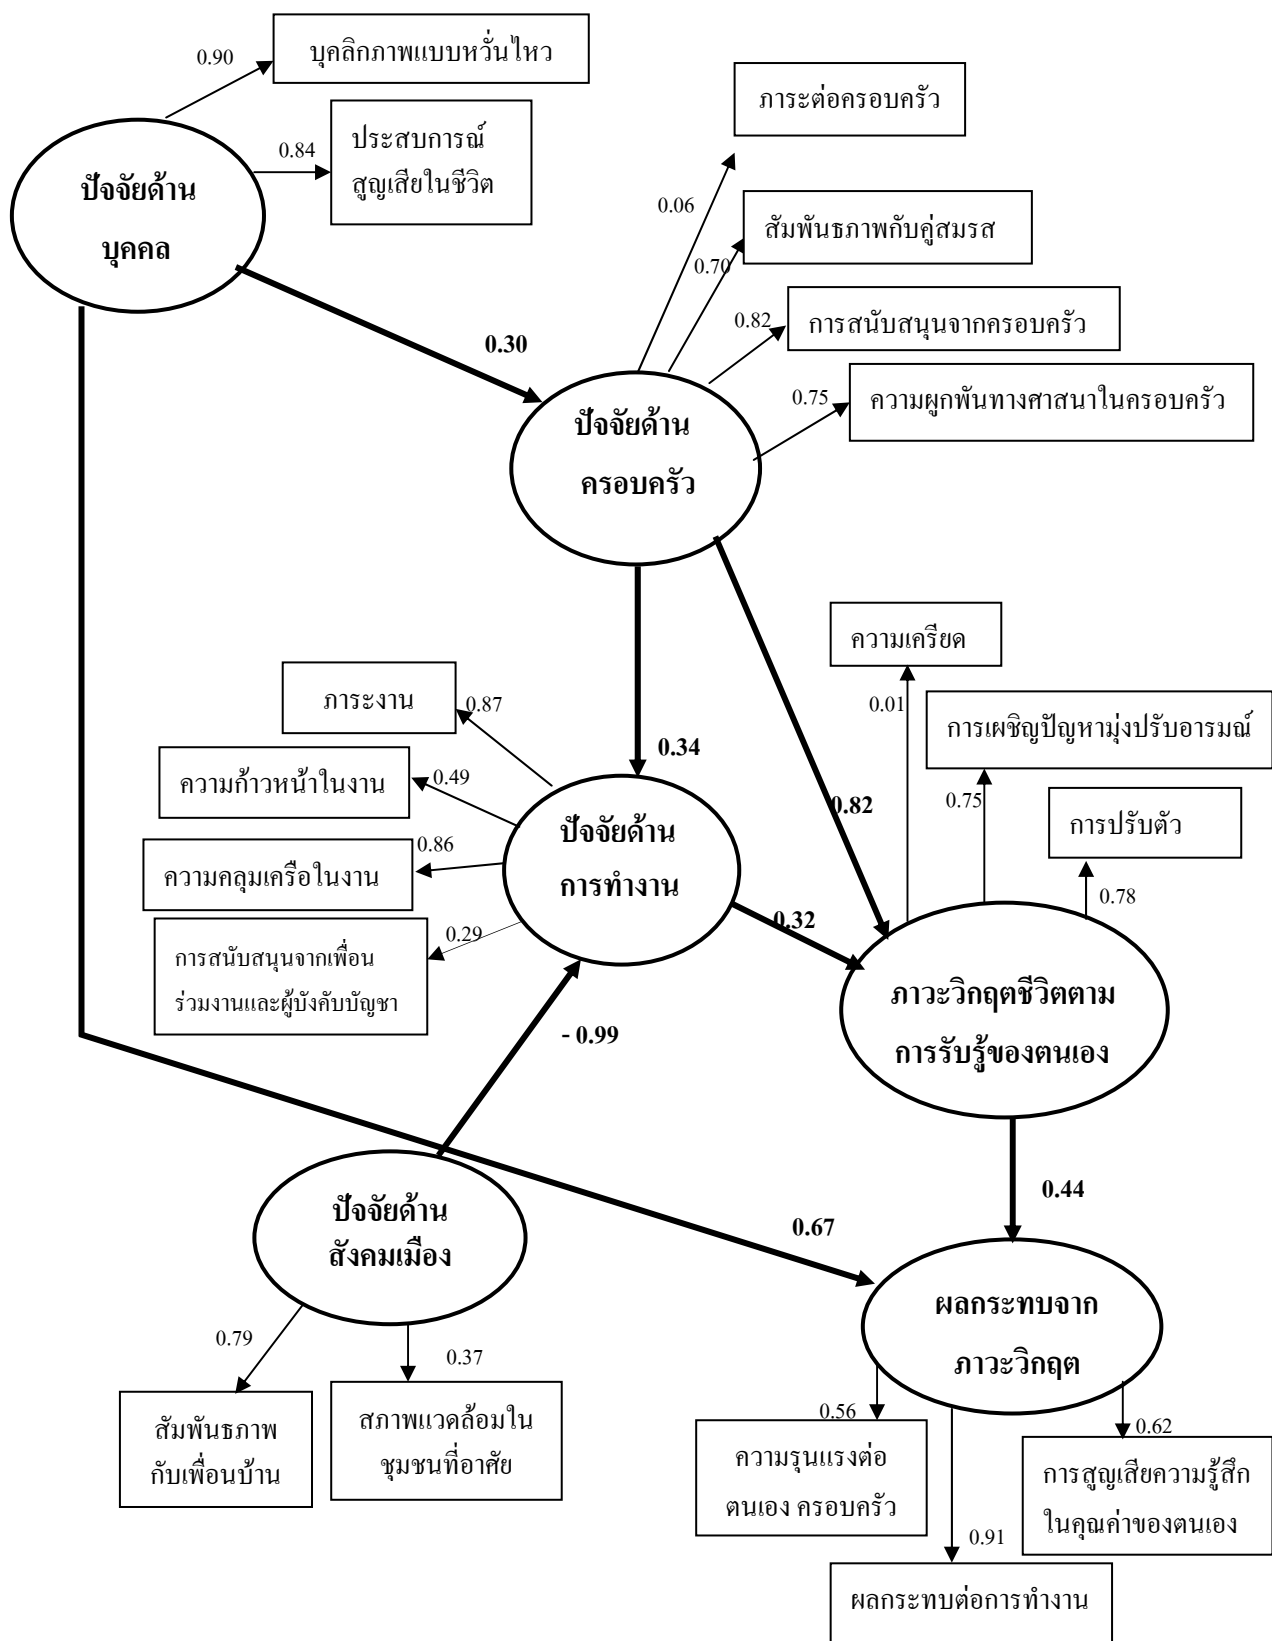 0.90
บุคลิกภาพแบบหวั่นไหว
ภาระต่อครอบครัว
0.84
ประสบการณ์
สูญเสียในชีวิต
ปัจจัยด้าน
บุคคล
0.06
สัมพันธภาพกับคู่สมรส
0.70
0.82
การสนับสนุนจากครอบครัว
0.30
0.75
ความผูกพันทางศาสนาในครอบครัว
ปัจจัยด้าน
ครอบครัว
ความเครียด
0.01
ภาระงาน
0.87
การเผชิญปัญหามุ่งปรับอารมณ์
0.34
ความก้าวหน้าในงาน
0.49
0.82
0.75
การปรับตัว
0.78
ปัจจัยด้าน
การทำงาน
0.86
ความคลุมเครือในงาน
0.32
0.29
การสนับสนุนจากเพื่อน
ร่วมงานและผู้บังคับบัญชา
ภาวะวิกฤตชีวิตตาม
การรับรู้ของตนเอง
- 0.99
0.44
ปัจจัยด้าน
สังคมเมือง
0.67
ผลกระทบจาก
ภาวะวิกฤต
0.79
0.37
สัมพันธภาพ
กับเพื่อนบ้าน
สภาพแวดล้อมใน
ชุมชนที่อาศัย
0.56
0.62
ความรุนแรงต่อ
ตนเอง ครอบครัว
การสูญเสียความรู้สึก
ในคุณค่าของตนเอง
0.91
ผลกระทบต่อการทำงาน